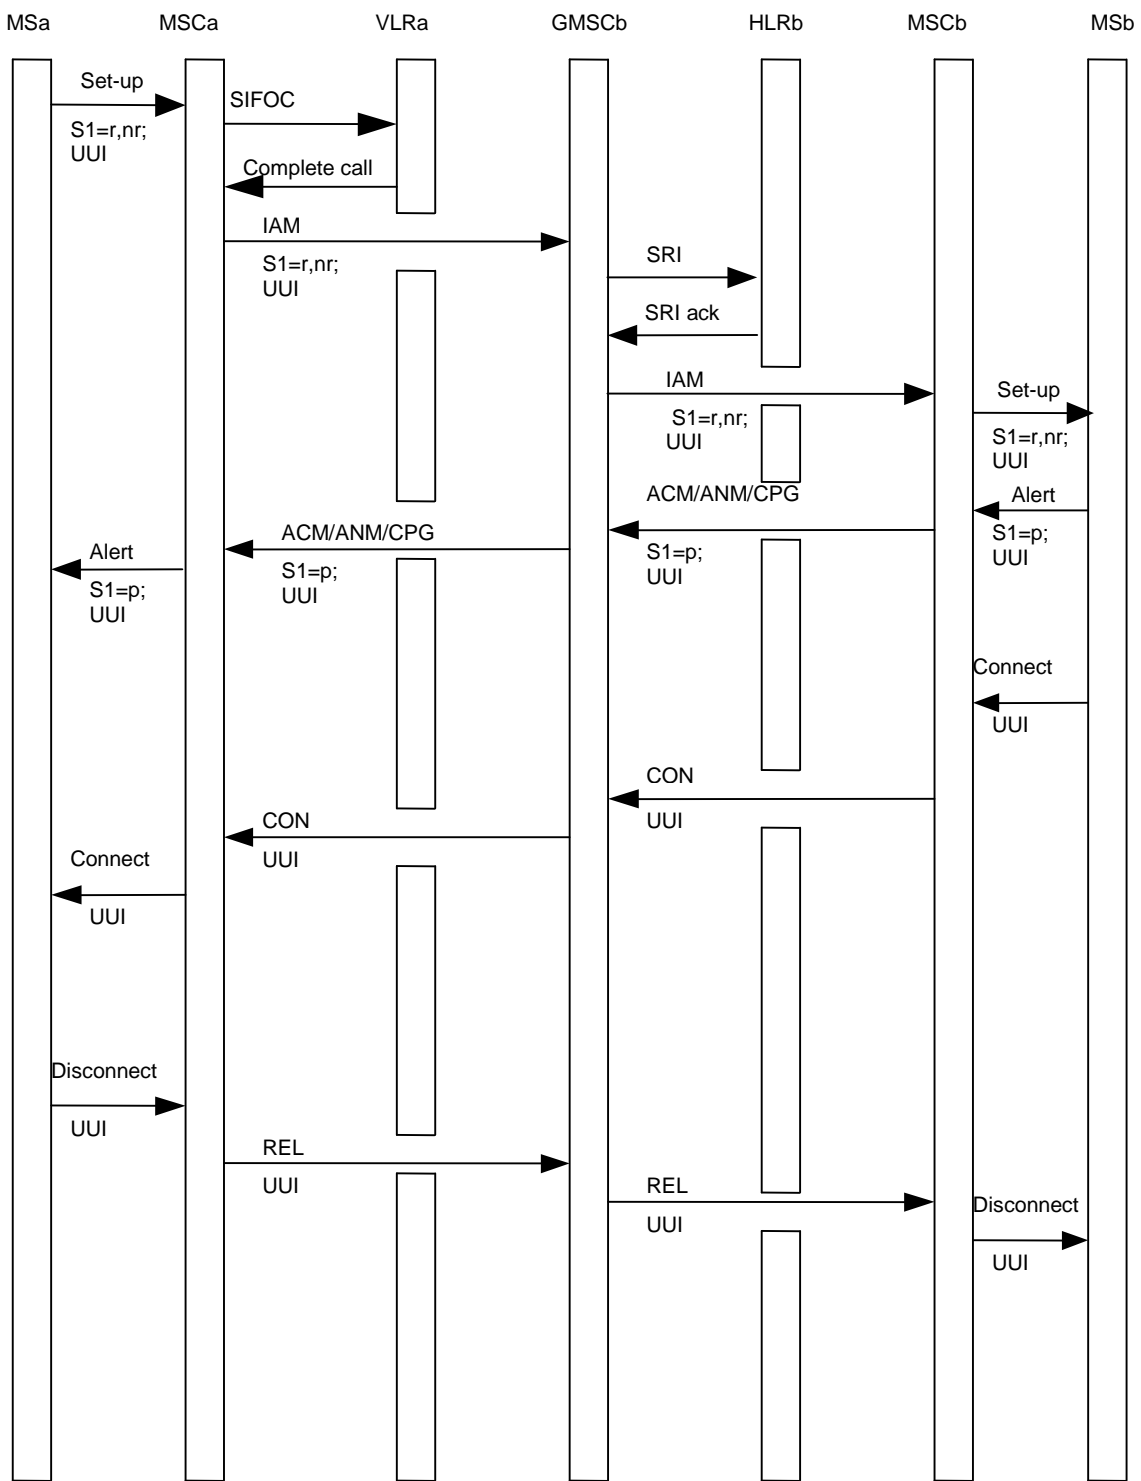 MSa MSCa VLRa GMSCb HLRb MSCb MSb
Set-up
SIFOC
S1=r,nr;
UUI
Complete call
IAM
S1=r,nr;
UUI
SRI
SRI ack
IAM
S1=r,nr;
UUI
Set-up
S1=r,nr;
UUI
ACM/ANM/CPG
Alert
S1=p;
UUI
S1=p;
UUI
ACM/ANM/CPG
S1=p;
UUI
Alert
S1=p;
UUI
Connect
UUI
CON
UUI
CON
UUI
Connect
UUI
Disconnect
UUI
REL
UUI
REL
UUI
Disconnect
UUI